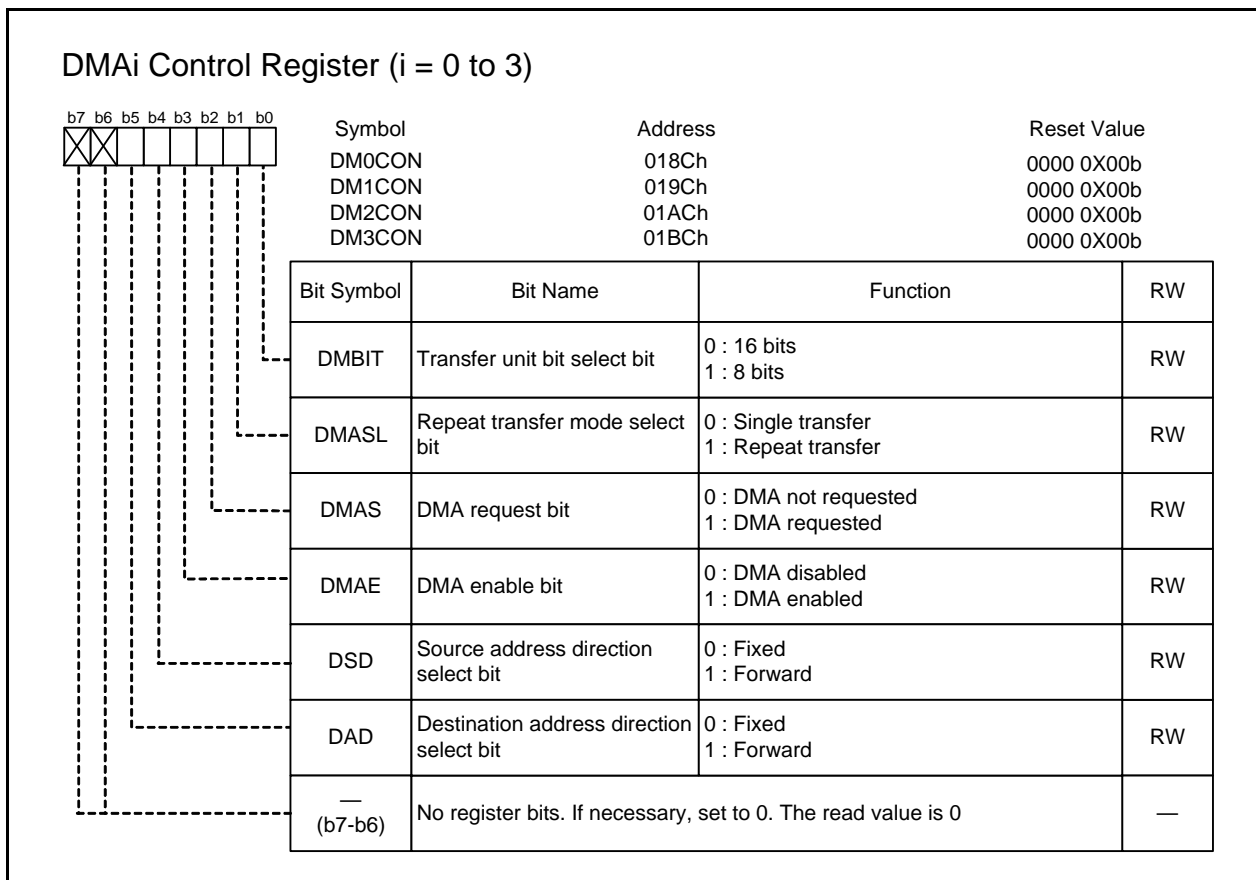 DMAi Control Register (i = 0 to 3)
b7 b6 b5 b4 b3 b2 b1 b0
Symbol Address Reset Value
DM0CON 018Ch 0000 0X00b
DM1CON 019Ch 0000 0X00b
DM2CON 01ACh 0000 0X00b
DM3CON 01BCh 0000 0X00b
Bit Symbol Bit Name Function RW
DMBIT Transfer unit bit select bit 0 : 16 bits
1 : 8 bits RW
DMASL Repeat transfer mode select
bit 0 : Single transfer
1 : Repeat transfer RW
DMAS DMA request bit 0 : DMA not requested
1 : DMA requested RW
DMAE DMA enable bit 0 : DMA disabled
1 : DMA enabled RW
DSD Source address direction
select bit 0 : Fixed
1 : Forward RW
DAD Destination address direction
select bit 0 : Fixed
1 : Forward RW
—
(b7-b6) No register bits. If necessary, set to 0. The read value is 0 —